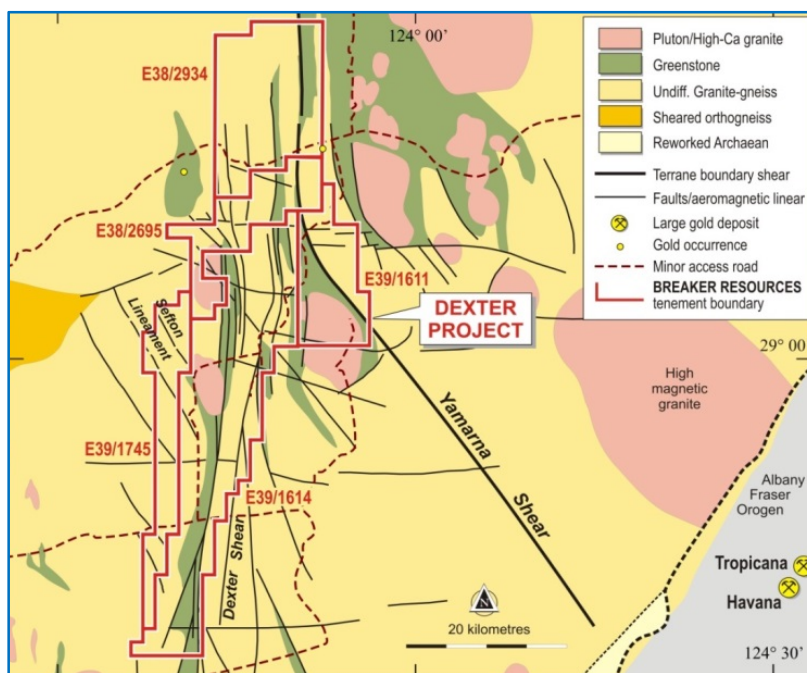 124° 00'
E38/2934
E38/2695
E39/1611
DEXTER
PROJECT
Sefton
Lineament
29° 00'
High
magnetic
granite
E39/1745
Yamarna
Shear
E39/1614
Albany
Fraser
Orogen
Dexter Shean
Tropicana
Havana
N
20 kilometres
124° 30'
Pluton/High-Ca granite
Greenstone
Undiff. Granite-gneiss
Sheared orthogneiss
Reworked Archaean
Terrane boundary shear
Faults/aeromagnetic linear
Large gold deposit
Gold occurrence
Minor access road
BREAKER RESOURCES
tenement boundary